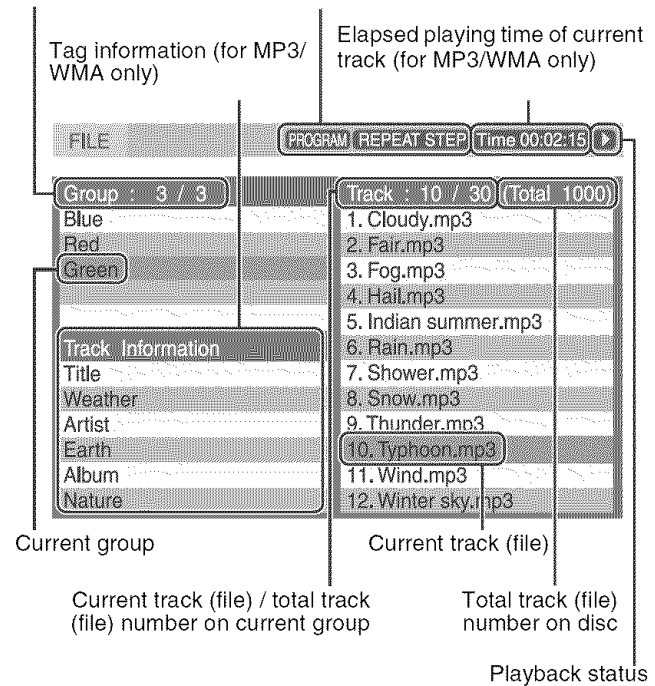 Tag information (for MP3/
WMA only)
Elapsed playing time of current
track (for MP3/WMA only)
FILE
PROGRAM REPEAT STEP Time 00:02:15
Group : 3 / 3
Blue
Red
Green
Track Information
Title
Weather
Artist
Earth
Album
Nature
Track : 10 / 30 (Total 1000)
1. Cloudy.mp3
2. Fair.mp3
3. Fog.mp3
4. Hail.mp3
5. Indian summer.mp3
6. Rain.mp3
7. Shower.mp3
8. Snow.mp3
9. Thunder.mp3
10. Typhoon.mp3
11. Wind.mp3
12. Winter sky.mp3
Current group
Current track (file)
Current track (file) / total track
(file) number on current group
Total track (file)
number on disc
Playback status